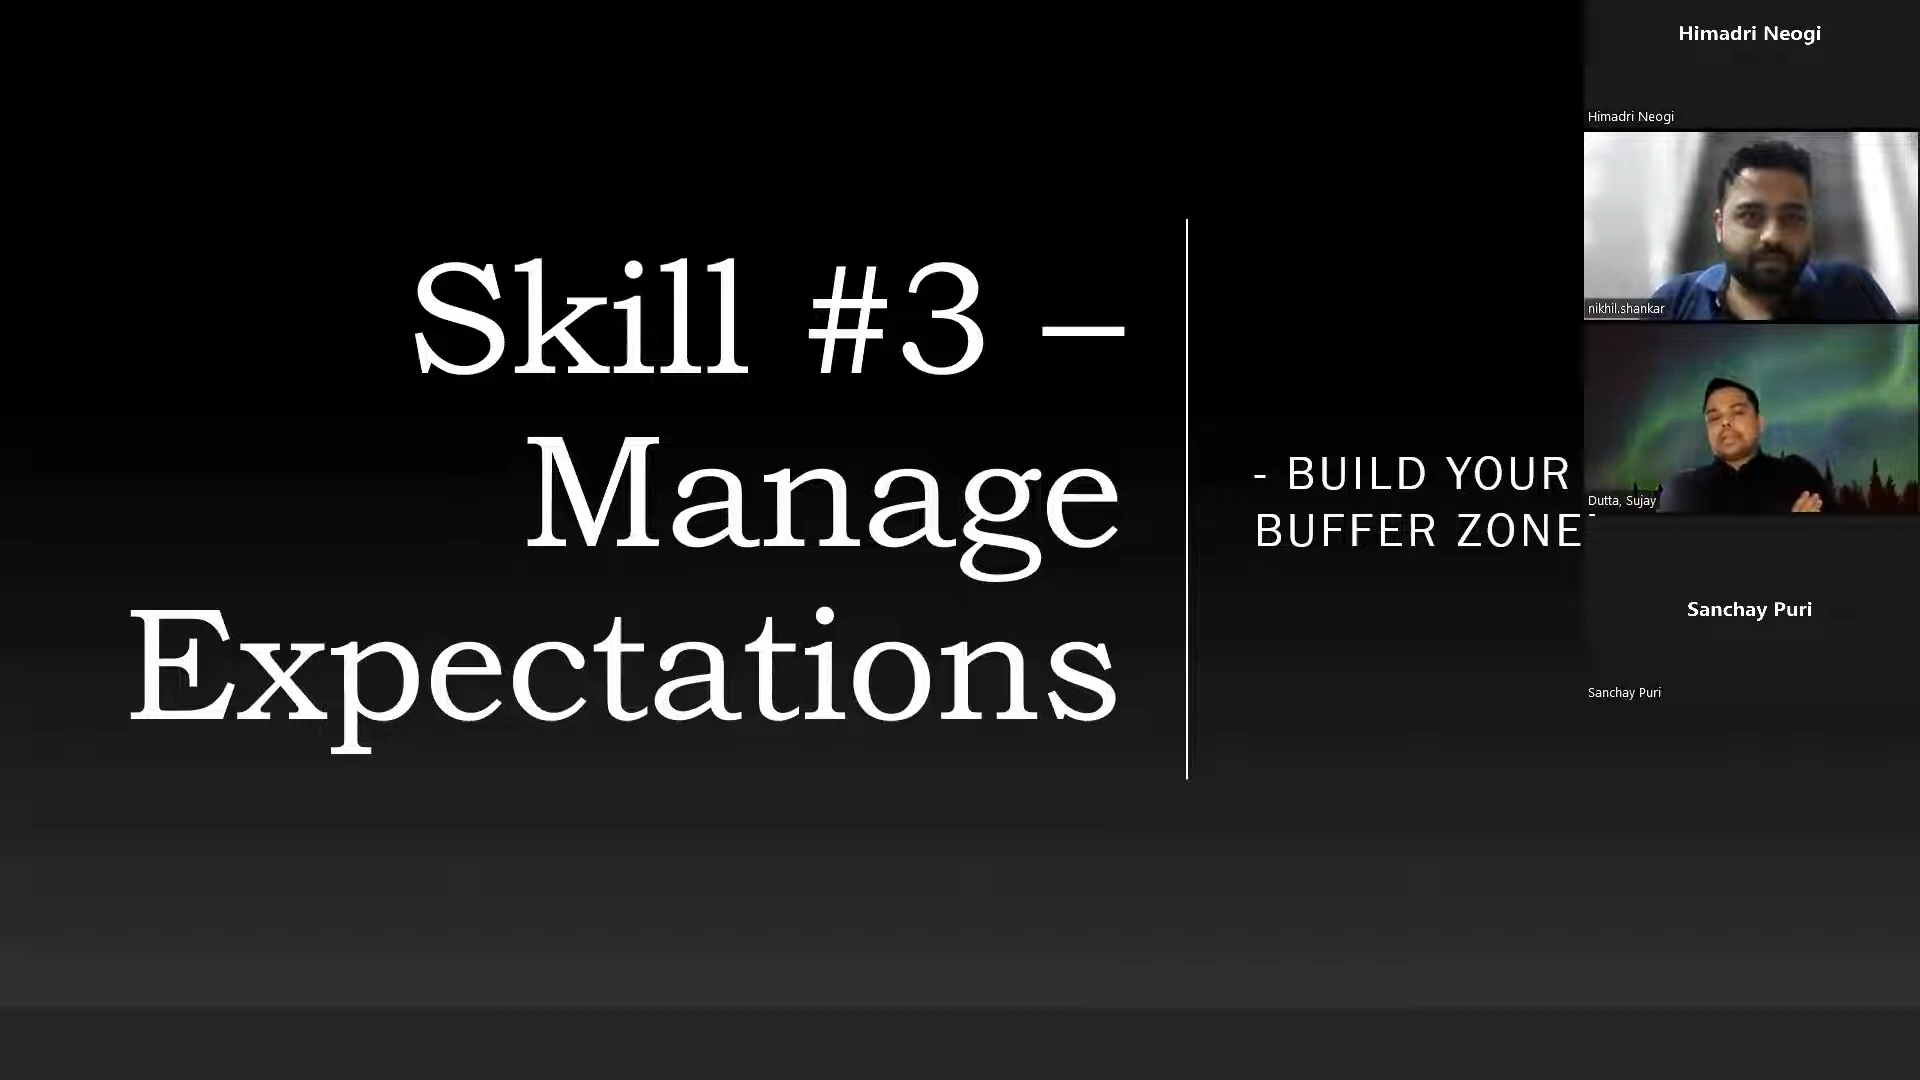 Skill #3 –
Manage
Expectations
- BUILD YOUR
BUFFER ZONE -
Himadri Neogi
Himadri Neogi
nikhil.shankar
Dutta, Sujay
Sanchay Puri
Sanchay Puri